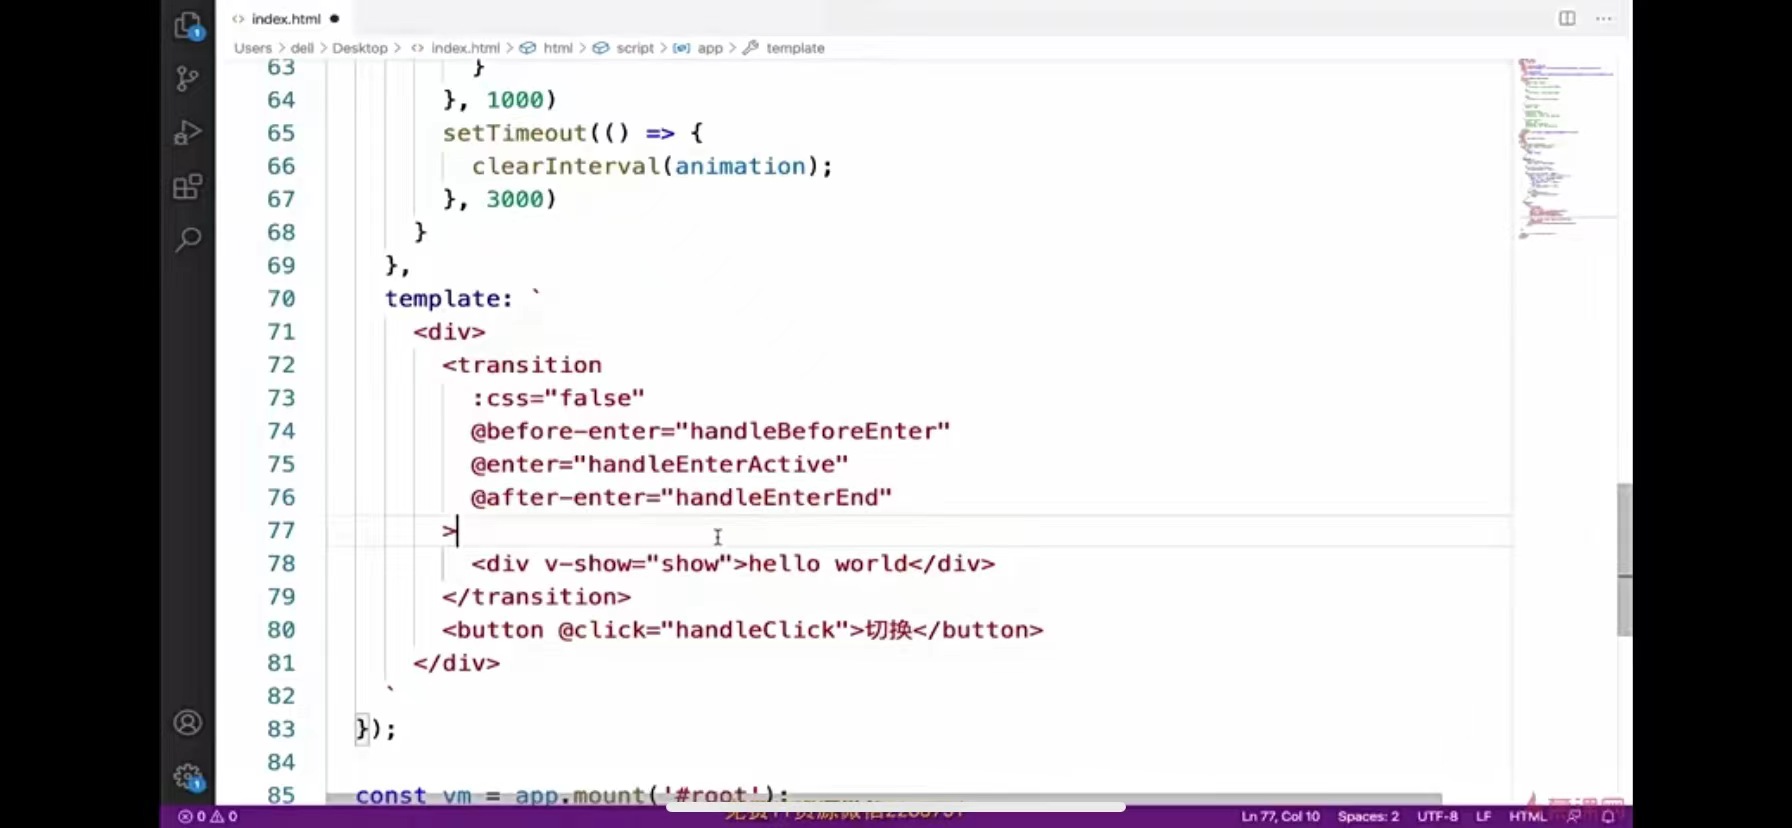 index.html
Users > dell > Desktop > index.html > html > script > app > template
63 }
64 }, 1000)
65 setTimeout(() => {
66 clearInterval(animation);
67 }, 3000)
68 }
69 },
70 template: `
71 <div>
72 <transition
73 :css="false"
74 @before-enter="handleBeforeEnter"
75 @enter="handleEnterActive"
76 @after-enter="handleEnterEnd"
77 >
78 <div v-show="show">hello world</div>
79 </transition>
80 <button @click="handleClick">切换</button>
81 </div>
82 `
83 });
84
85 const vm = app.mount('#root');
0 0 Ln 77, Col 10 Spaces: 2 UTF-8 LF HTML